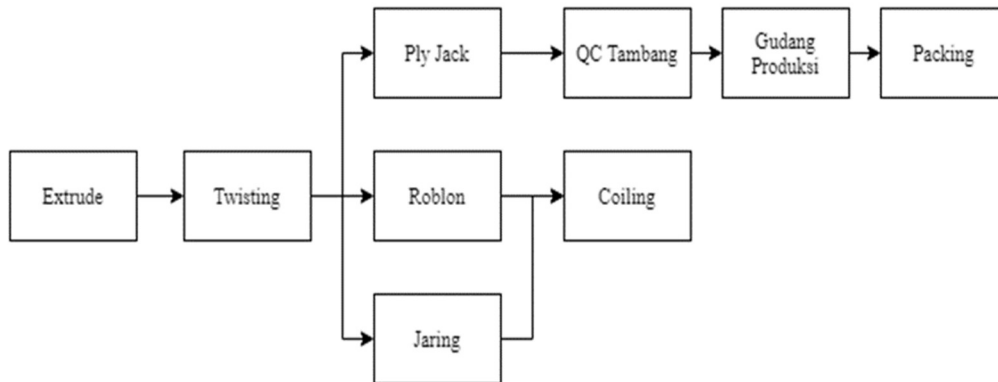 Ply Jack
QC Tambang
Gudang
Produksi
Packing
Extrude
Twisting
Roblon
Coiling
Jaring